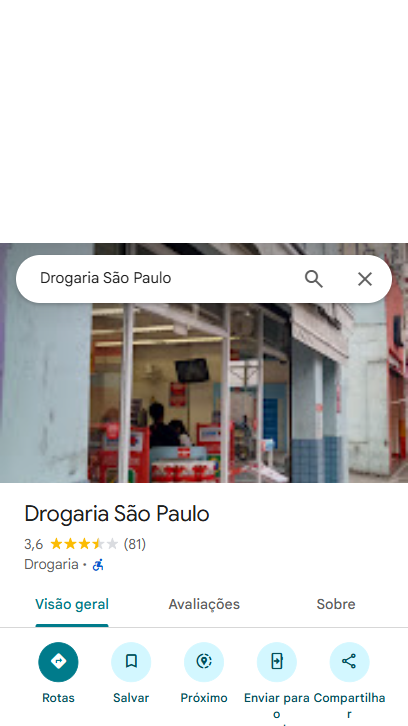 Drogaria São Paulo
Drogaria São Paulo
3,6 (81)
Drogaria •
Visão geral Avaliações Sobre
Rotas Salvar Próximo Enviar para Compartilha
o r